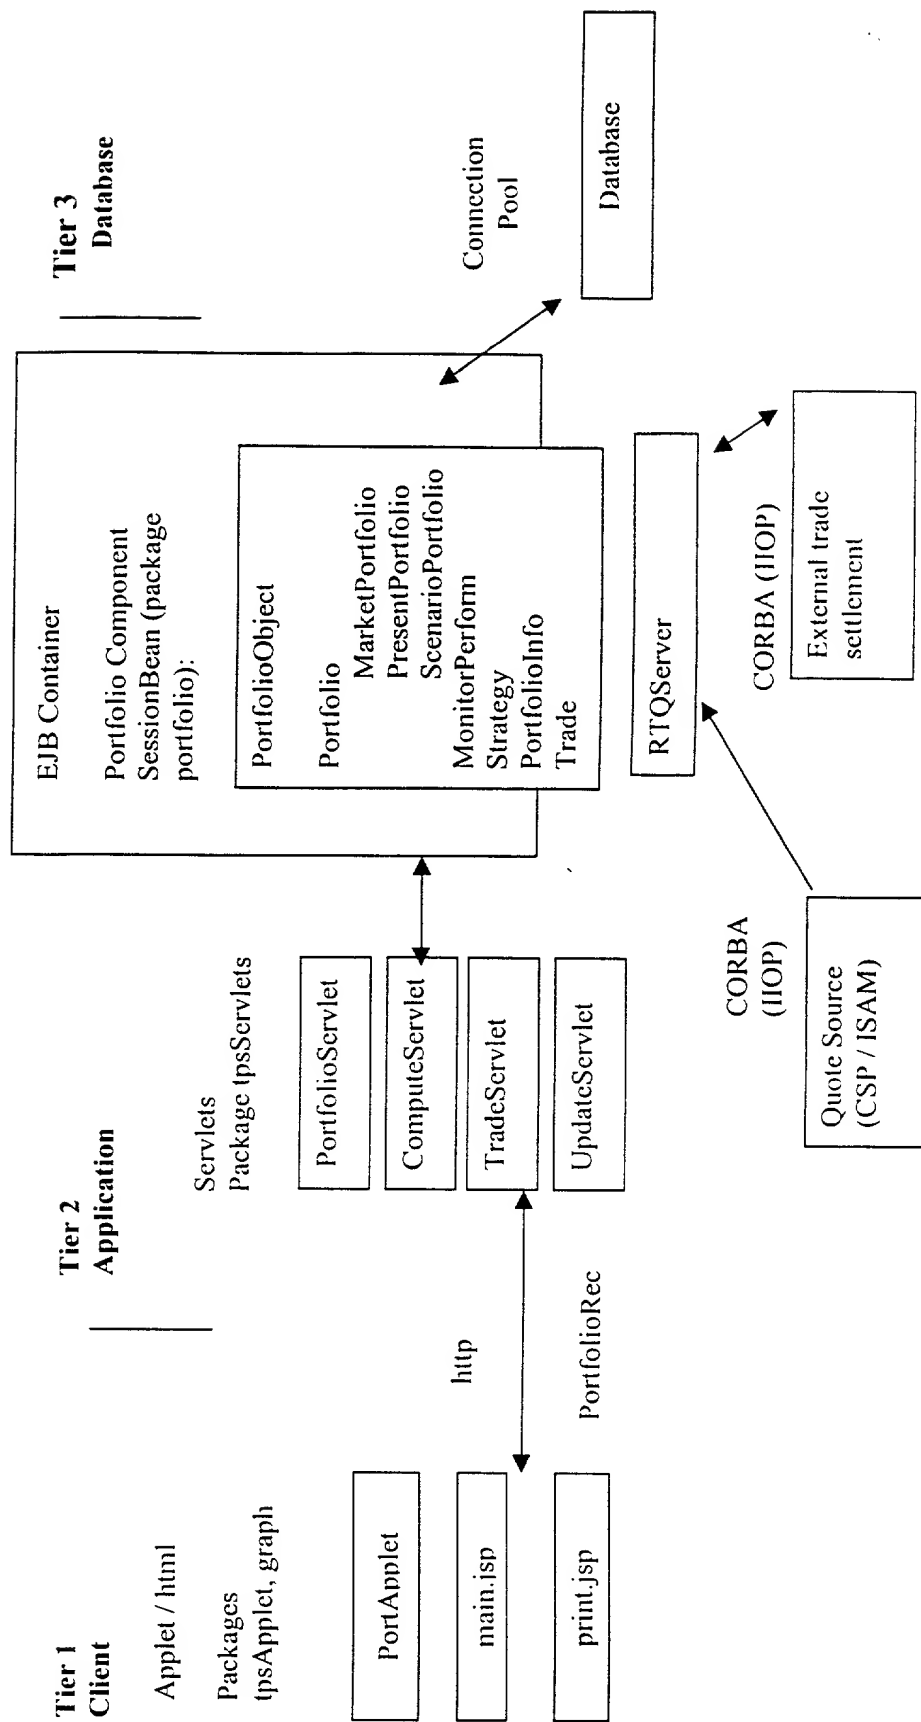 Tier 1
Client
Applet / html
Packages
tpsApplet, graph
PortApplet
main.jsp
print.jsp
http
PortfolioRec
Tier 2
Application
Servlets
Package tpsServlets
PortfolioServlet
ComputeServlet
TradeServlet
UpdateServlet
EJB Container
Portfolio Component
SessionBean (package
portfolio):
PortfolioObject
Portfolio
MarketPortfolio
PresentPortfolio
ScenarioPortfolio
MonitorPerform
Strategy
PortfolioInfo
Trade
RTQServer
CORBA
(IIOP)
Quote Source
(CSP / ISAM)
CORBA (IIOP)
External trade
settlement
Tier 3
Database
Connection
Pool
Database